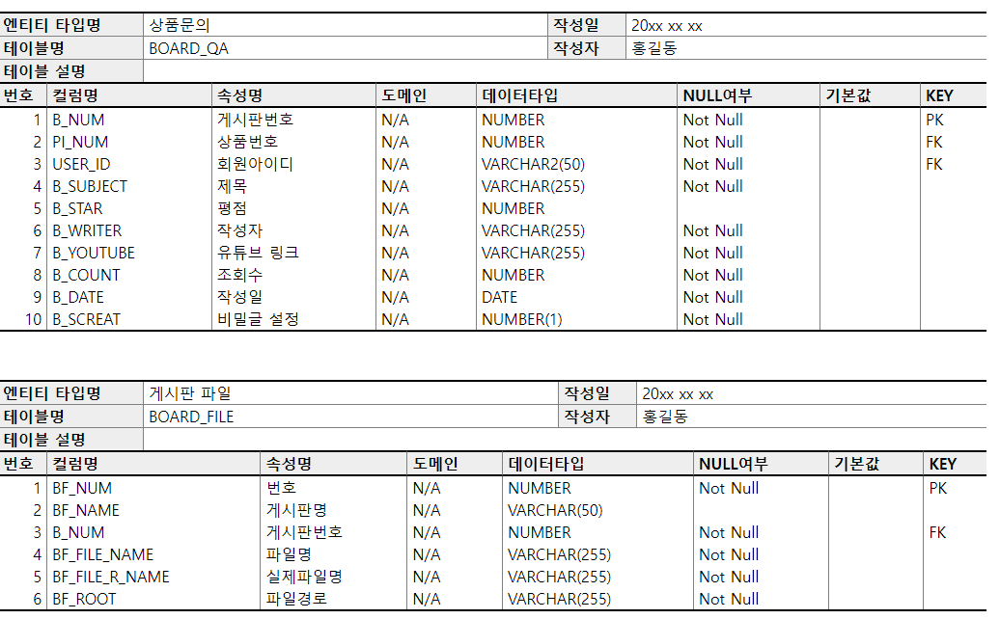 엔티티 타입명 상품문의 작성일 20xx xx xx
테이블명 BOARD_QA 작성자 홍길동
테이블 설명
번호 컬럼명 속성명 도메인 데이터타입 NULL여부 기본값 KEY
1 B_NUM 게시판번호 N/A NUMBER Not Null PK
2 PI_NUM 상품번호 N/A NUMBER Not Null FK
3 USER_ID 회원아이디 N/A VARCHAR2(50) Not Null FK
4 B_SUBJECT 제목 N/A VARCHAR(255) Not Null
5 B_STAR 평점 N/A NUMBER
6 B_WRITER 작성자 N/A VARCHAR(255) Not Null
7 B_YOUTUBE 유튜브 링크 N/A VARCHAR(255) Not Null
8 B_COUNT 조회수 N/A NUMBER Not Null
9 B_DATE 작성일 N/A DATE Not Null
10 B_SCREAT 비밀글 설정 N/A NUMBER(1) Not Null
엔티티 타입명 게시판 파일 작성일 20xx xx xx
테이블명 BOARD_FILE 작성자 홍길동
테이블 설명
번호 컬럼명 속성명 도메인 데이터타입 NULL여부 기본값 KEY
1 BF_NUM 번호 N/A NUMBER Not Null PK
2 BF_NAME 게시판명 N/A VARCHAR(50)
3 B_NUM 게시판번호 N/A NUMBER Not Null FK
4 BF_FILE_NAME 파일명 N/A VARCHAR(255) Not Null
5 BF_FILE_R_NAME 실제파일명 N/A VARCHAR(255) Not Null
6 BF_ROOT 파일경로 N/A VARCHAR(255) Not Null